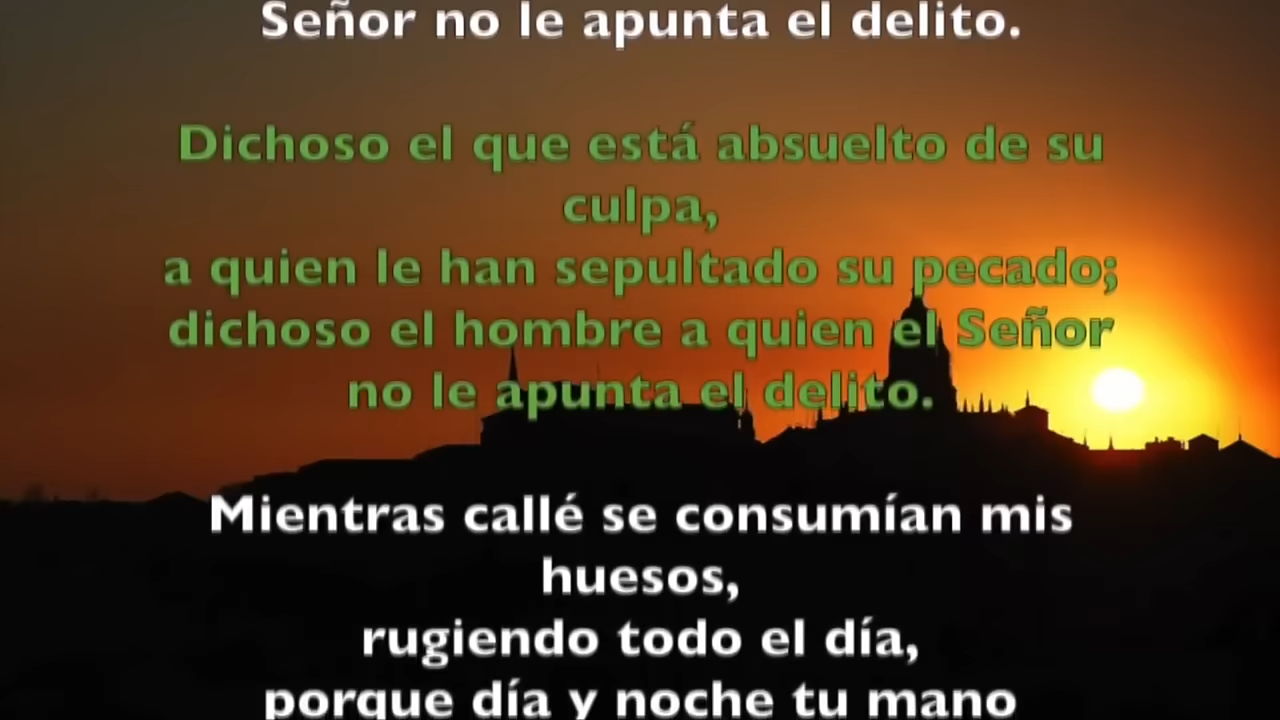 Señor no le apunta el delito.
Dichoso el que está absuelto de su
culpa,
a quien le han sepultado su pecado;
dichoso el hombre a quien el Señor
no le apunta el delito.
Mientras callé se consumían mis
huesos,
rugiendo todo el día,
porque día y noche tu mano